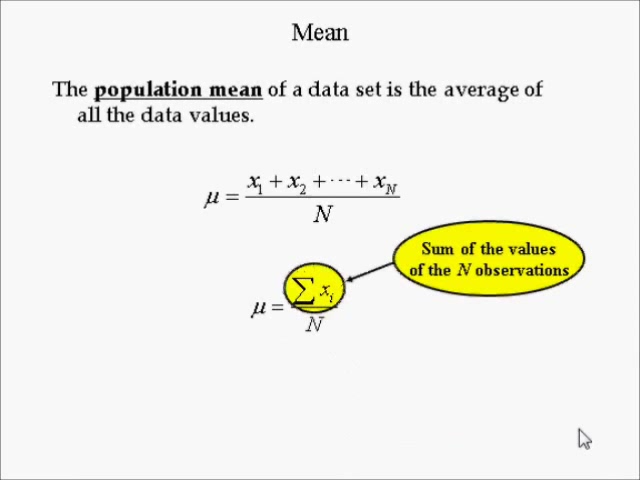 Mean
The population mean of a data set is the average of
all the data values.
μ = (x₁ + x₂ + ⋯ + x_N) / N
Sum of the values
of the N observations
μ = ∑ xᵢ / N